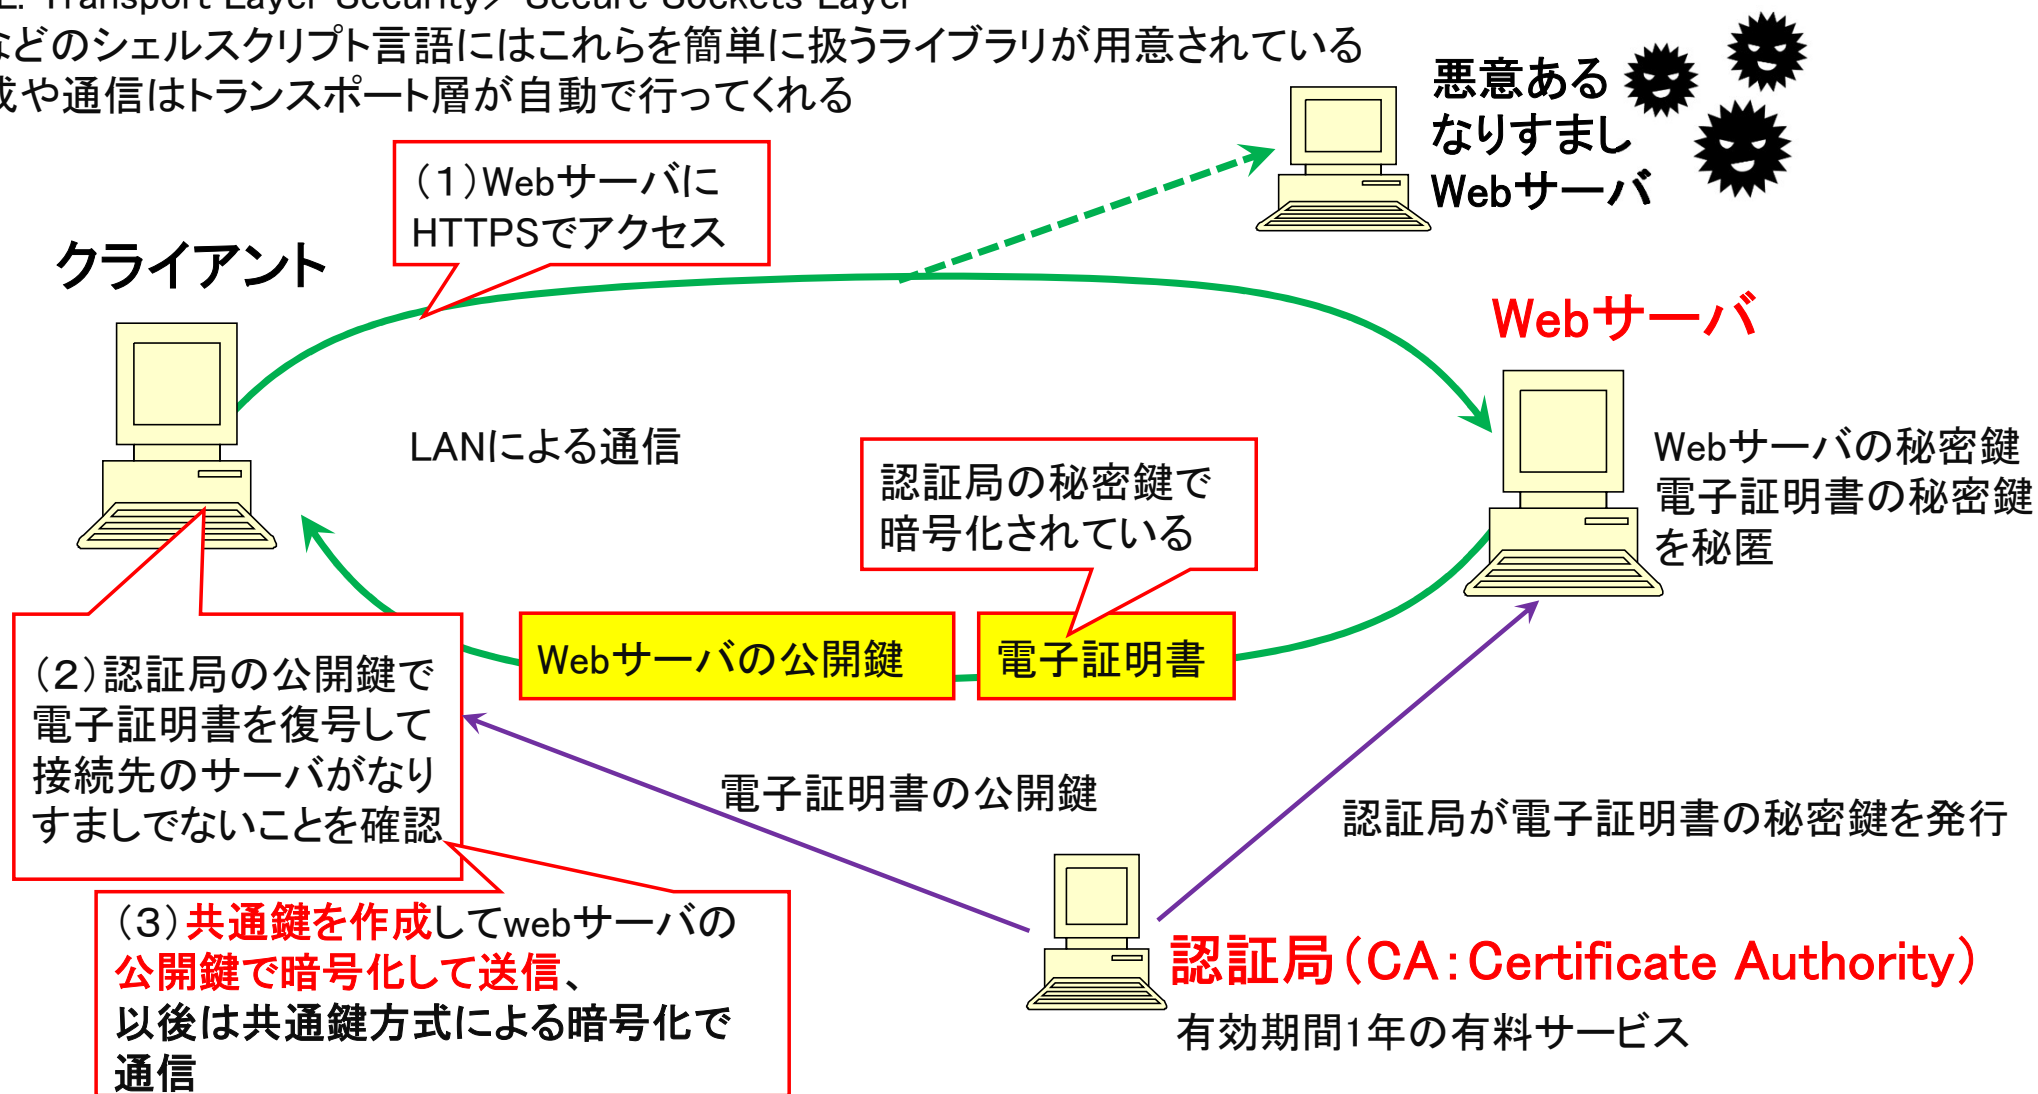 Transport Layer Security／ Secure Sockets Layer
などのシェルスクリプト言語にはこれらを簡単に扱うライブラリが用意されている
成や通信はトランスポート層が自動で行ってくれる
悪意ある
なりすまし
Webサーバ
（１）Webサーバに
HTTPSでアクセス
クライアント
Webサーバ
LANによる通信
認証局の秘密鍵で
暗号化されている
Webサーバの秘密鍵
電子証明書の秘密鍵
を秘匿
Webサーバの公開鍵
電子証明書
（２）認証局の公開鍵で
電子証明書を復号して
接続先のサーバがなり
すましでないことを確認
電子証明書の公開鍵
認証局が電子証明書の秘密鍵を発行
（３）共通鍵を作成してwebサーバの
公開鍵で暗号化して送信、
以後は共通鍵方式による暗号化で
通信
認証局（CA：Certificate Authority）
有効期間1年の有料サービス